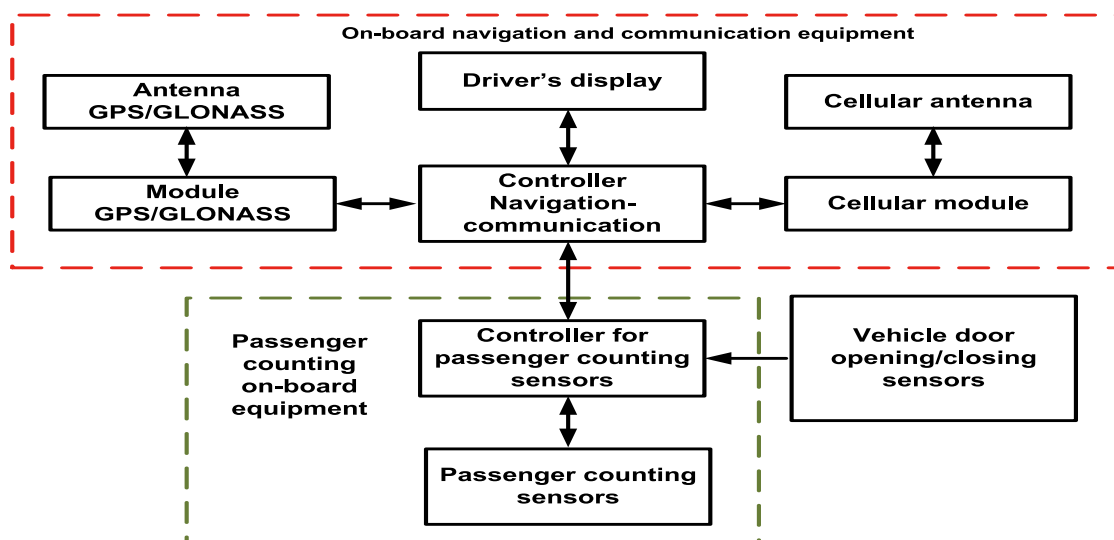 On-board navigation and communication equipment
Antenna
GPS/GLONASS
Driver's display
Cellular antenna
Module
GPS/GLONASS
Controller
Navigation-
communication
Cellular module
Passenger
counting
on-board
equipment
Controller for
passenger counting
sensors
Vehicle door
opening/closing
sensors
Passenger counting
sensors